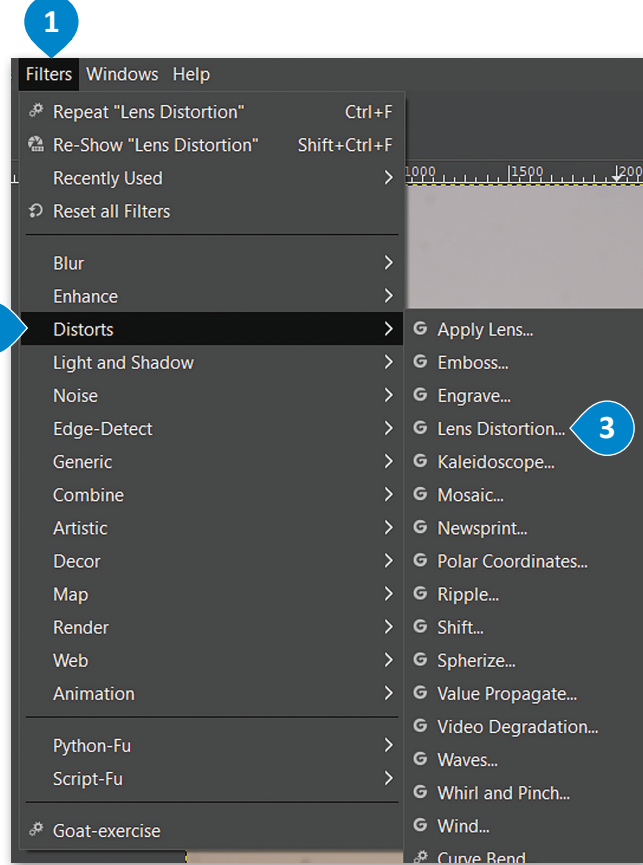 1
Filters Windows Help
Repeat "Lens Distortion" Ctrl+F
Re-Show "Lens Distortion" Shift+Ctrl+F
Recently Used
1000 1500
Reset all Filters
Blur
Enhance
Distorts
Apply Lens...
Light and Shadow
Emboss...
Noise
Engrave...
Edge-Detect
Lens Distortion...
3
Generic
Kaleidoscope...
Combine
Mosaic...
Artistic
Newsprint...
Decor
Polar Coordinates...
Map
Ripple...
Render
Shift...
Web
Spherize...
Animation
Value Propagate...
Video Degradation...
Python-Fu
Waves...
Script-Fu
Whirl and Pinch...
Goat-exercise
Wind...
Curve Bend